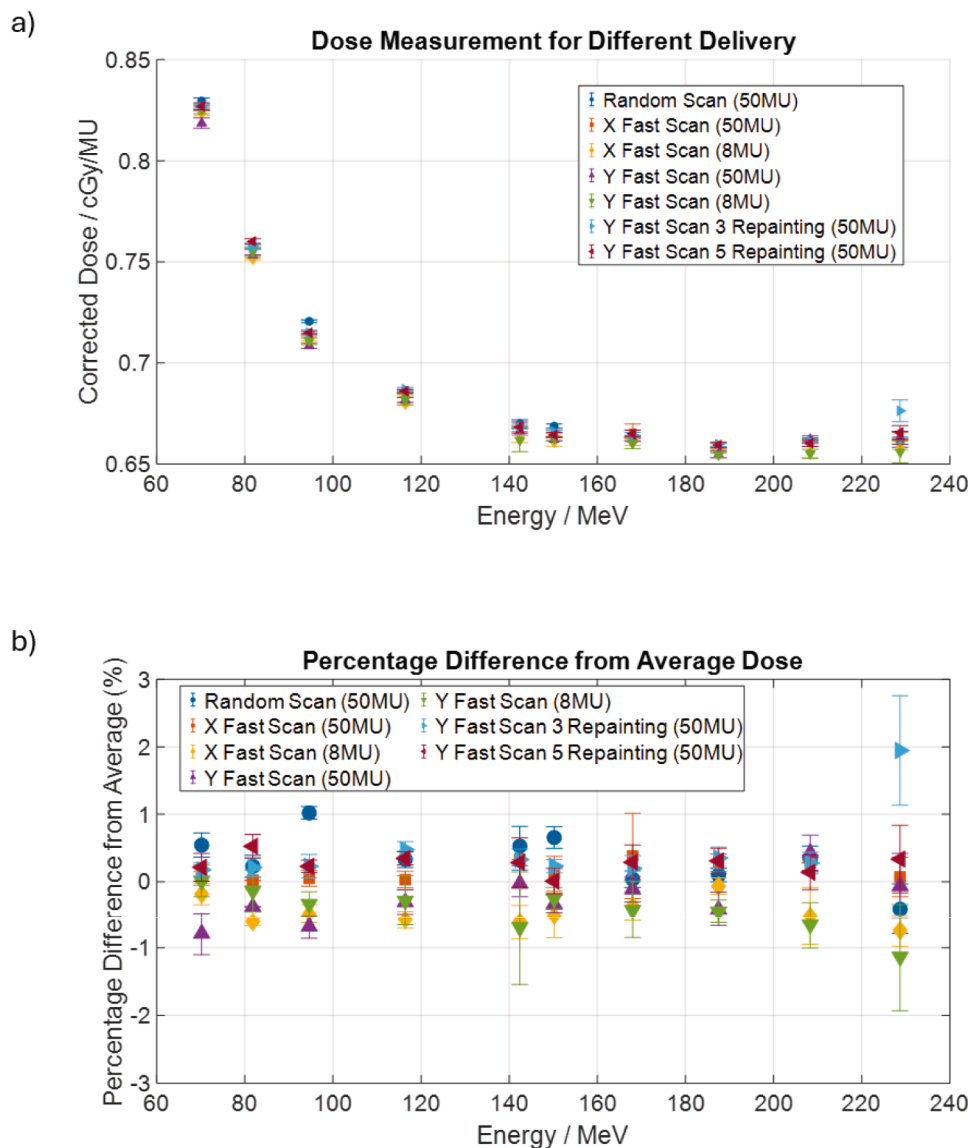 a)
Dose Measurement for Different Delivery
Corrected Dose / cGy/MU
0.85
0.8
0.75
0.7
0.65
Random Scan (50MU)
X Fast Scan (50MU)
X Fast Scan (8MU)
Y Fast Scan (50MU)
Y Fast Scan (8MU)
Y Fast Scan 3 Repainting (50MU)
Y Fast Scan 5 Repainting (50MU)
60 80 100 120 140 160 180 200 220 240
Energy / MeV
b)
Percentage Difference from Average Dose
Percentage Difference from Average (%)
3
2
1
0
-1
-2
-3
Random Scan (50MU)
X Fast Scan (50MU)
X Fast Scan (8MU)
Y Fast Scan (50MU)
Y Fast Scan (8MU)
Y Fast Scan 3 Repainting (50MU)
Y Fast Scan 5 Repainting (50MU)
60 80 100 120 140 160 180 200 220 240
Energy / MeV